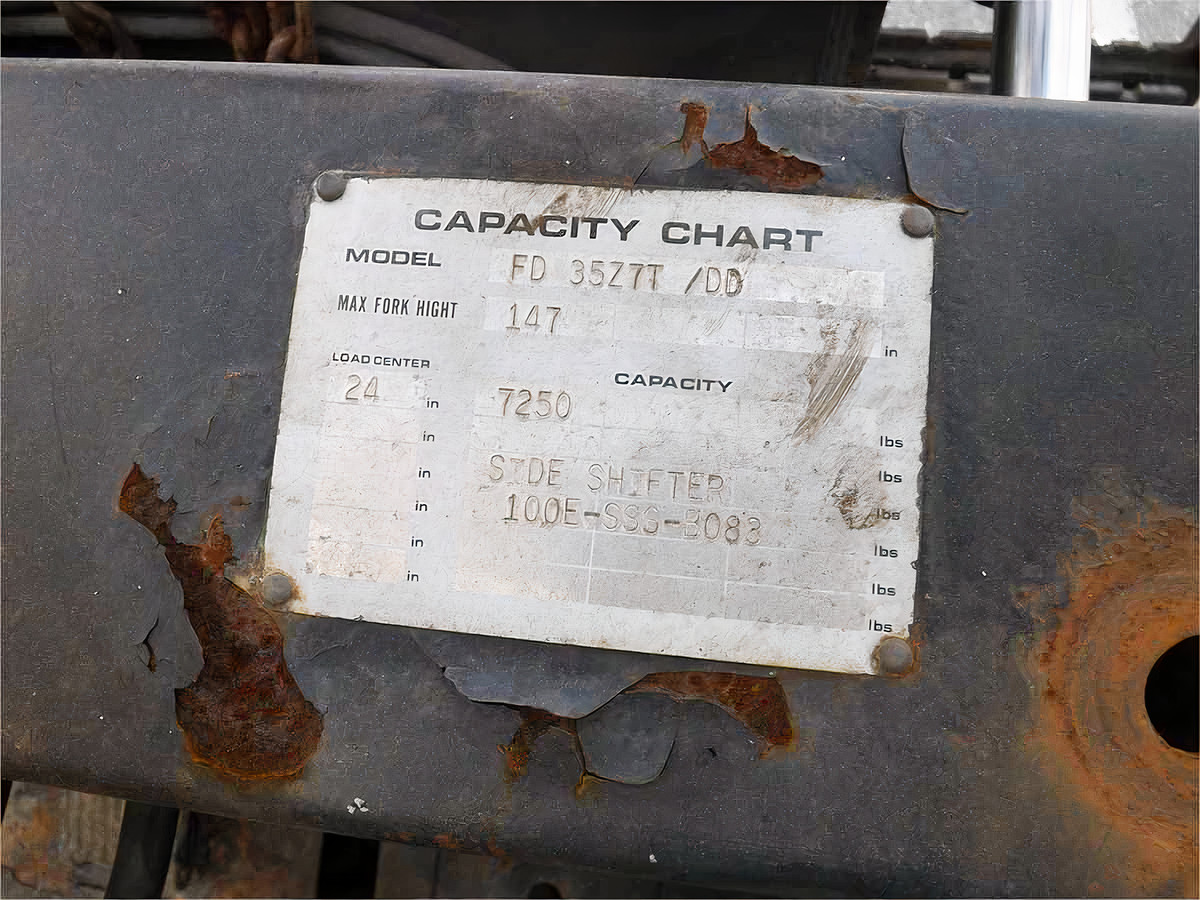 CAPACITY CHART
MODEL FD 35Z7T /DD
MAX FORK HIGHT 147 in
LOAD CENTER CAPACITY
24 in 7250 lbs
in lbs
in SIDE SHIFTER lbs
in 100E-SSG-B083 lbs
in lbs
in lbs